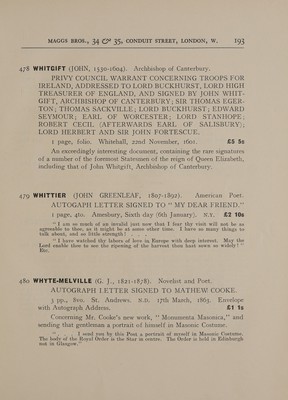 MAGGS BROS., 34 & 35, CONDUIT STREET, LONDON, W. 193
478 WHITGIFT (JOHN, 1530-1604). Archbishop of Canterbury.
PRIVY COUNCIL WARRANT CONCERNING TROOPS FOR
IRELAND, ADDRESSED TO LORD BUCKHURST, LORD HIGH
TREASURER OF ENGLAND, AND SIGNED BY JOHN WHIT-
GIFT, ARCHBISHOP OF CANTERBURY; SIR THOMAS EGER-
TON; THOMAS SACKVILLE; LORD BUCKHURST; EDWARD
SEYMOUR; EARL OF WORCESTER; LORD STANHOPE;
ROBERT CECIL (AFTERWARDS EARL OF SALISBURY);
LORD HERBERT AND SIR JOHN FORTESCUE.
1 page, folio. Whitehall, 22nd November, 1601. £5 5s
An exceedingly interesting document, containing the rare signatures
of a number of the foremost Statesmen of the reign of Queen Elizabeth,
including that of John Whitgift, Archbishop of Canterbury.
479 WHITTIER (JOHN GREENLEAF, 1807-1892). American Poet.
AUTOGAPH LETTER SIGNED TO "MY DEAR FRIEND."
1 page, 4to. Amesbury, Sixth day (6th January). N.Y. £2 10s
"I am so much of an invalid just now that I fear thy visit will not be as
agreeable to thee, as it might be at some other time. I have so many things to
talk about, and so little strength!
"I have watched thy labors of love in Europe with deep interest. May the
Lord enable thee to see the ripening of the harvest thou hast sown so widely!"
Etc.
480 WHYTE-MELVILLE (G. J., 1821-1878). Novelist and Poet.
AUTOGRAPH LETTER SIGNED TO MATHEW COOKE.
3 pp., 8vo. St. Andrews. N.D. 17th March, 1863. Envelope
with Autograph Address. £1 1s
Concerning Mr. Cooke's new work, "Monumenta Masonica," and
sending that gentleman a portrait of himself in Masonic Costume.
". . . I send you by this Post a portrait of myself in Masonic Costume.
The body of the Royal Order is the Star in centre. The Order is held in Edinburgh
not in Glasgow."